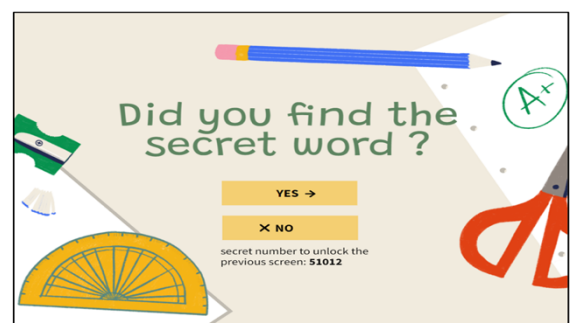 A+
Did you find the
secret word ?
YES →
X NO
secret number to unlock the
previous screen: 51012